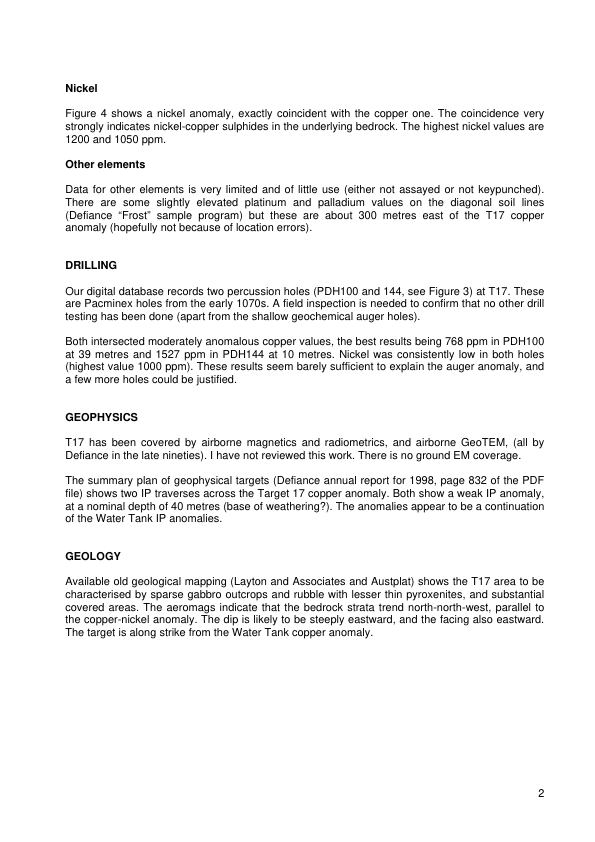 Nickel
Figure 4 shows a nickel anomaly, exactly coincident with the copper one. The coincidence very
strongly indicates nickel-copper sulphides in the underlying bedrock. The highest nickel values are
1200 and 1050 ppm.
Other elements
Data for other elements is very limited and of little use (either not assayed or not keypunched).
There are some slightly elevated platinum and palladium values on the diagonal soil lines
(Defiance “Frost” sample program) but these are about 300 metres east of the T17 copper
anomaly (hopefully not because of location errors).
DRILLING
Our digital database records two percussion holes (PDH100 and 144, see Figure 3) at T17. These
are Pacminex holes from the early 1070s. A field inspection is needed to confirm that no other drill
testing has been done (apart from the shallow geochemical auger holes).
Both intersected moderately anomalous copper values, the best results being 768 ppm in PDH100
at 39 metres and 1527 ppm in PDH144 at 10 metres. Nickel was consistently low in both holes
(highest value 1000 ppm). These results seem barely sufficient to explain the auger anomaly, and
a few more holes could be justified.
GEOPHYSICS
T17 has been covered by airborne magnetics and radiometrics, and airborne GeoTEM, (all by
Defiance in the late nineties). I have not reviewed this work. There is no ground EM coverage.
The summary plan of geophysical targets (Defiance annual report for 1998, page 832 of the PDF
file) shows two IP traverses across the Target 17 copper anomaly. Both show a weak IP anomaly,
at a nominal depth of 40 metres (base of weathering?). The anomalies appear to be a continuation
of the Water Tank IP anomalies.
GEOLOGY
Available old geological mapping (Layton and Associates and Austplat) shows the T17 area to be
characterised by sparse gabbro outcrops and rubble with lesser thin pyroxenites, and substantial
covered areas. The aeromags indicate that the bedrock strata trend north-north-west, parallel to
the copper-nickel anomaly. The dip is likely to be steeply eastward, and the facing also eastward.
The target is along strike from the Water Tank copper anomaly.
2